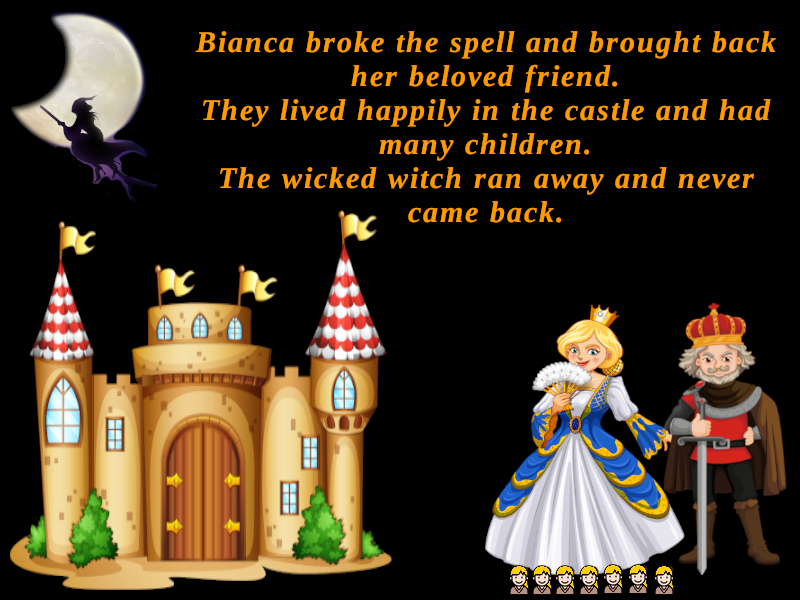 Bianca broke the spell and brought back
her beloved friend.
They lived happily in the castle and had
many children.
The wicked witch ran away and never
came back.